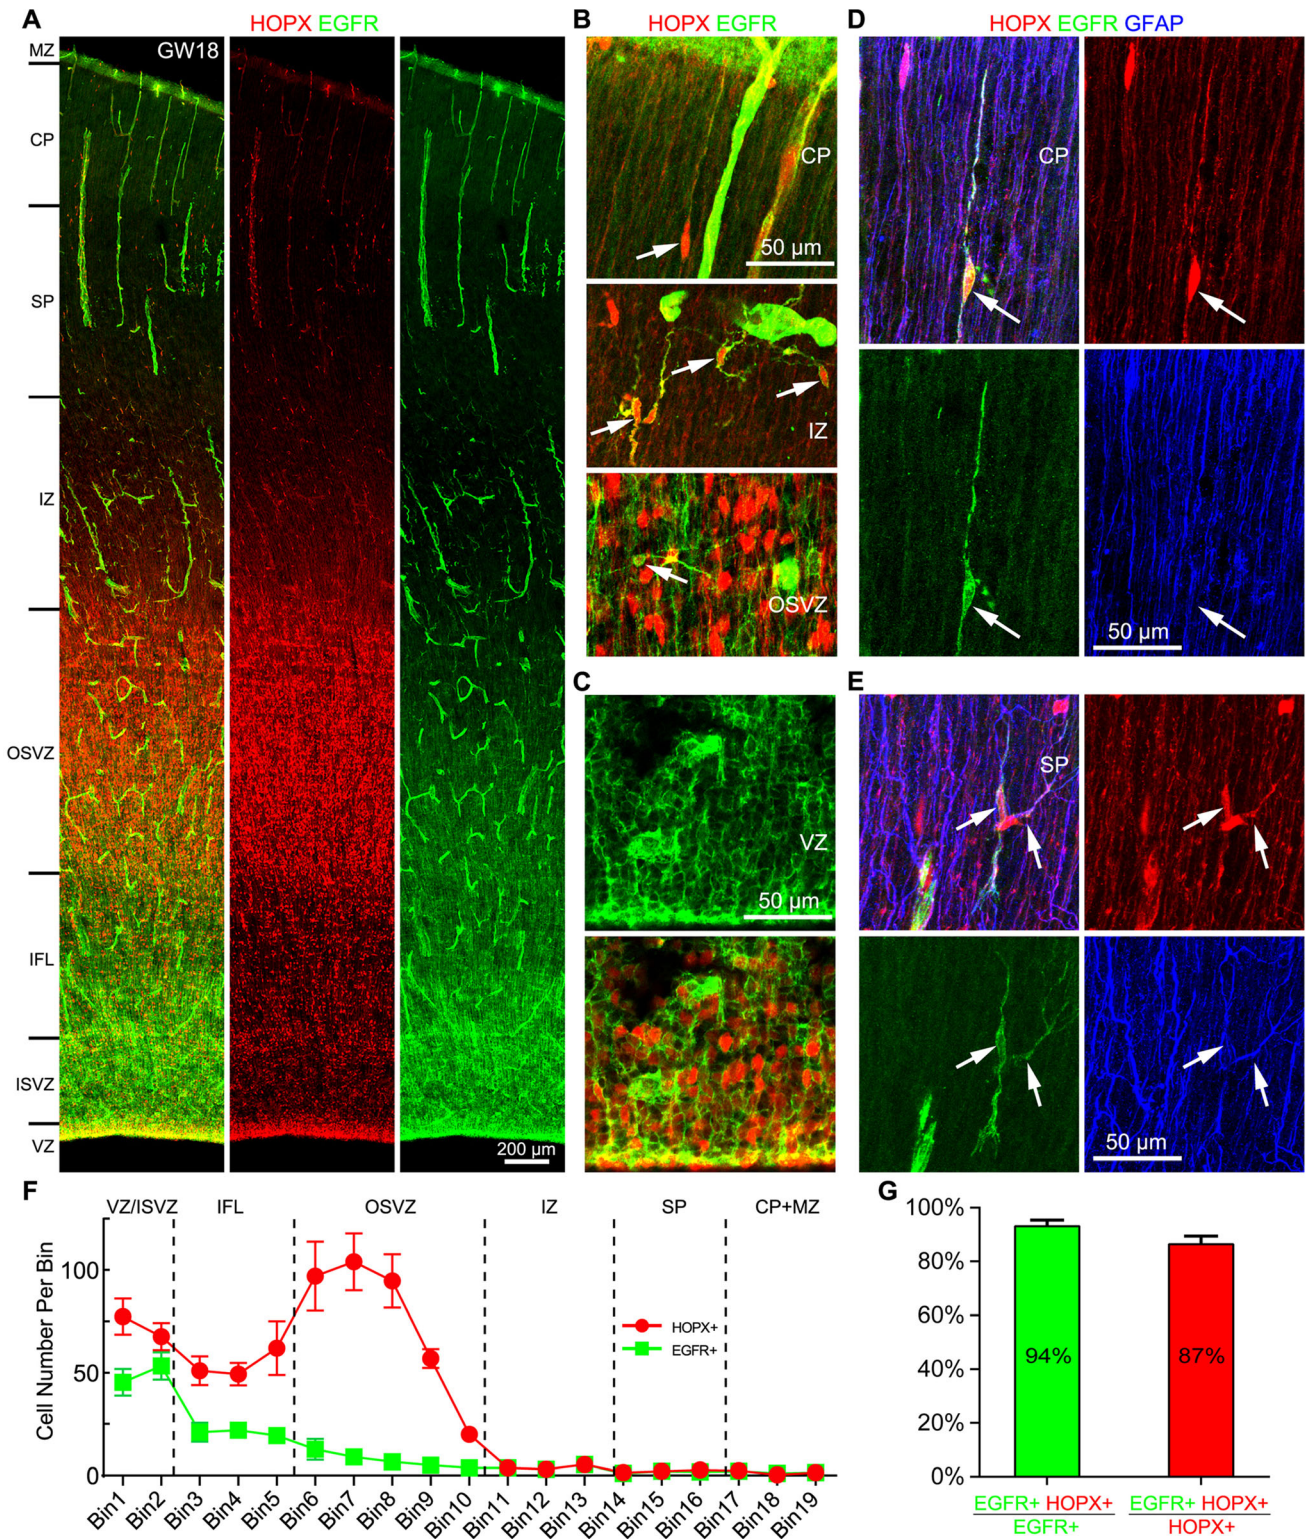 A
HOPX EGFR
GW18
MZ
CP
SP
IZ
OSVZ
IFL
ISVZ
VZ
200 µm
B
HOPX EGFR
CP
50 µm
IZ
OSVZ
C
VZ
50 µm
D
HOPX EGFR GFAP
CP
50 µm
E
SP
50 µm
F
VZ/ISVZ IFL OSVZ IZ SP CP+MZ
Cell Number Per Bin
100
50
0
HOPX+
EGFR+
Bin1 Bin2 Bin3 Bin4 Bin5 Bin6 Bin7 Bin8 Bin9 Bin10 Bin11 Bin12 Bin13 Bin14 Bin15 Bin16 Bin17 Bin18 Bin19
G
100%
80%
60%
40%
20%
0%
94% 87%
EGFR+ HOPX+ EGFR+ HOPX+
EGFR+ HOPX+